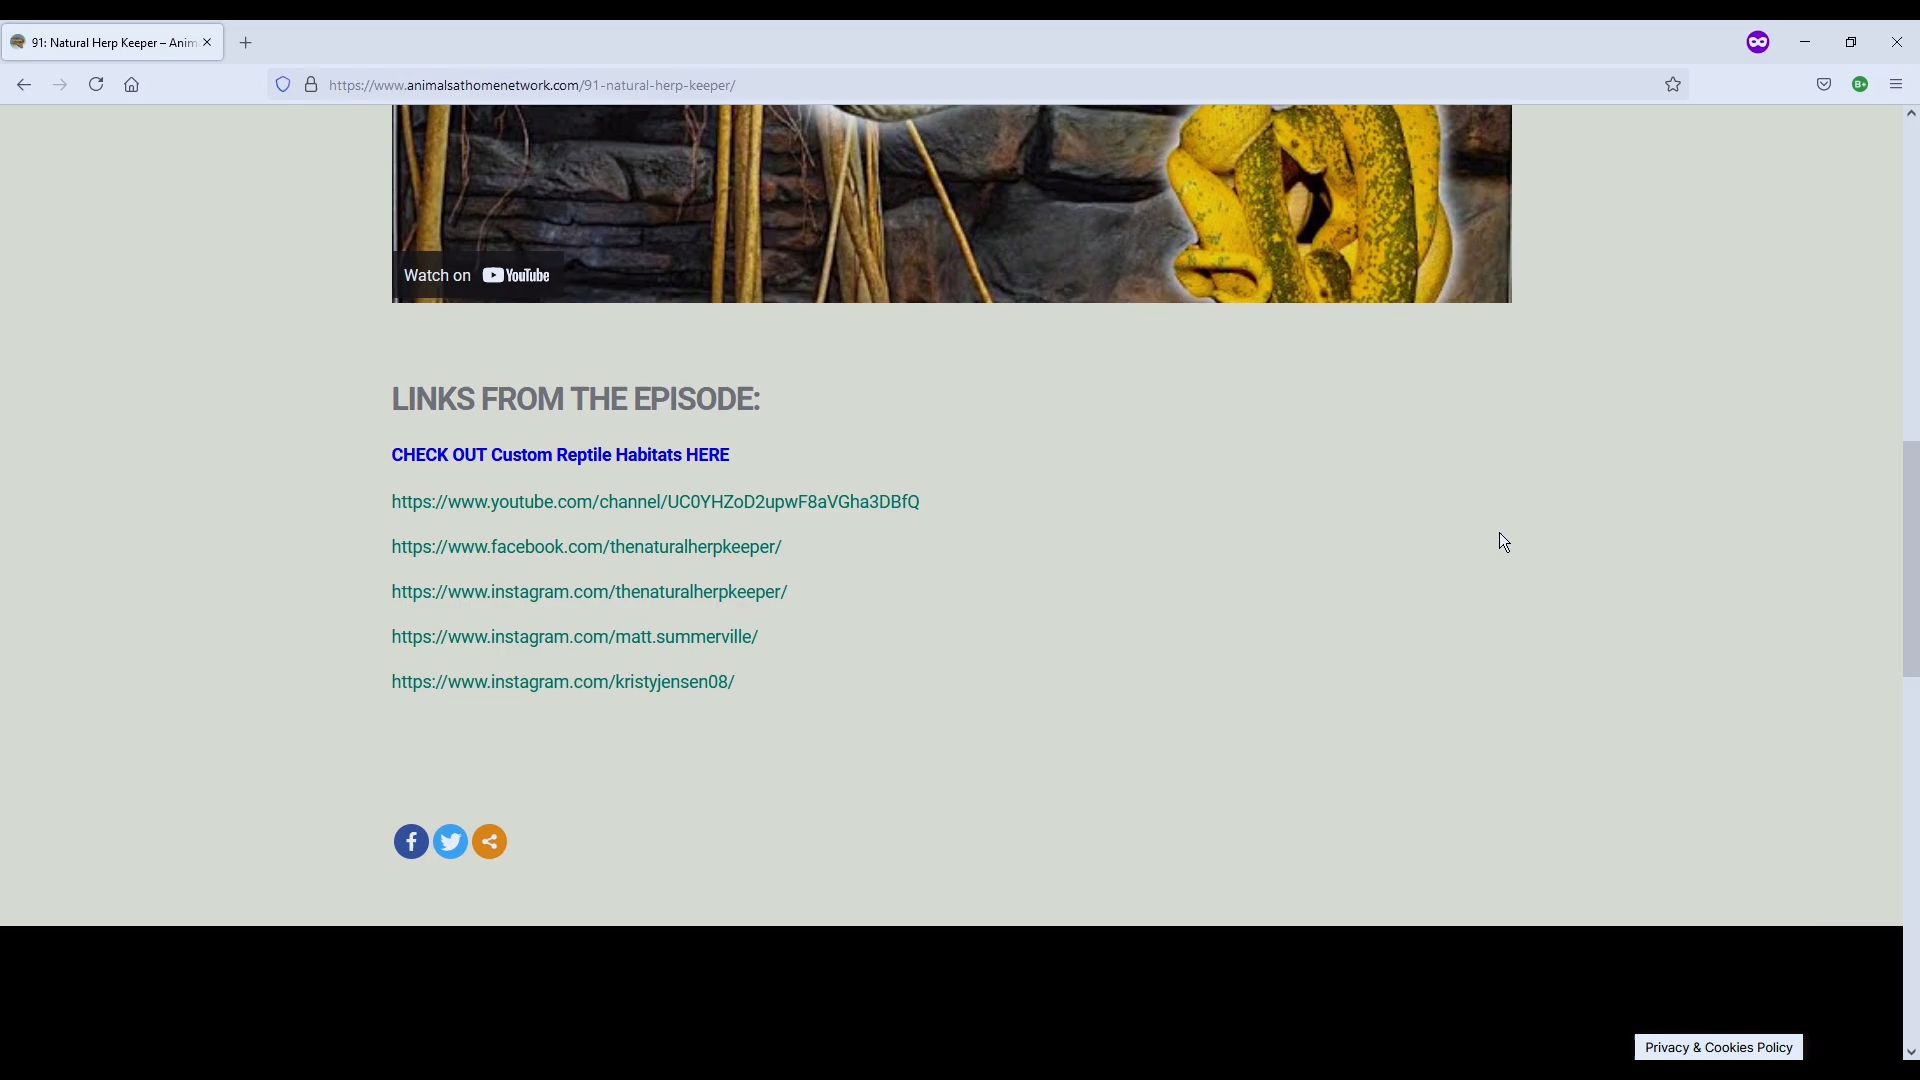 91: Natural Herp Keeper – Anim
https://www.animalsathomenetwork.com/91-natural-herp-keeper/
Watch on YouTube
LINKS FROM THE EPISODE:
CHECK OUT Custom Reptile Habitats HERE
https://www.youtube.com/channel/UC0YHZoD2upwF8aVGha3DBfQ
https://www.facebook.com/thenaturalherpkeeper/
https://www.instagram.com/thenaturalherpkeeper/
https://www.instagram.com/matt.summerville/
https://www.instagram.com/kristyjensen08/
Privacy & Cookies Policy